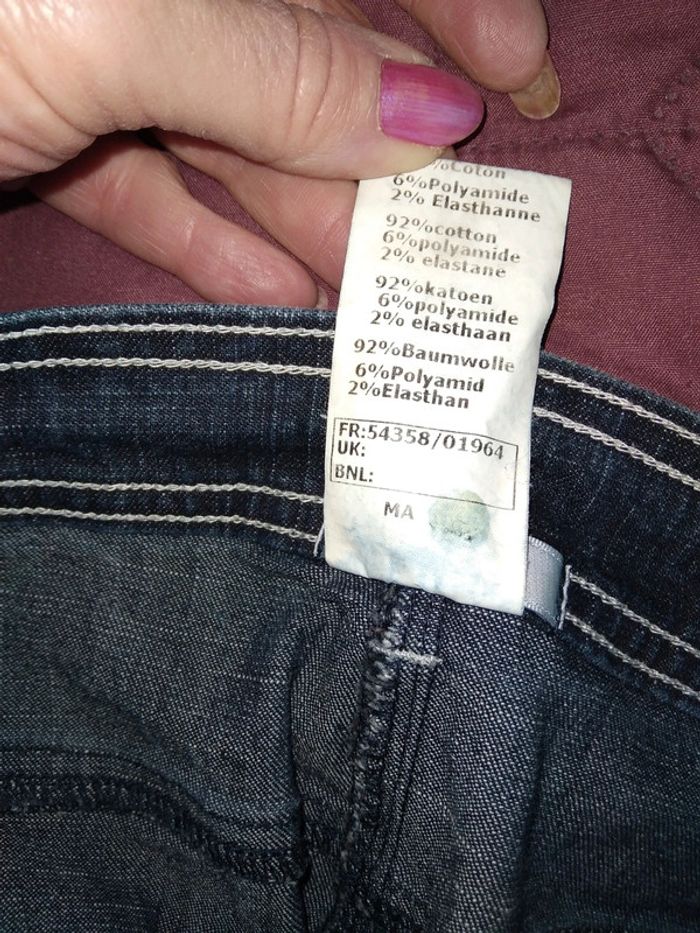 %Coton
6%Polyamide
2% Elasthanne
92%cotton
6%polyamide
2% elastane
92%katoen
6%polyamide
2% elasthaan
92%Baumwolle
6%Polyamid
2%Elasthan
FR:54358/01964
UK:
BNL:
MA